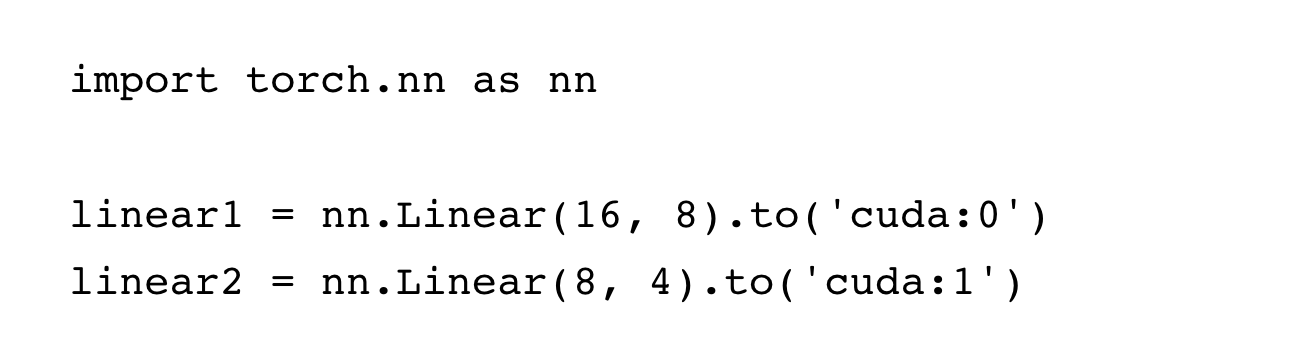 import torch.nn as nn
linear1 = nn.Linear(16, 8).to('cuda:0')
linear2 = nn.Linear(8, 4).to('cuda:1')